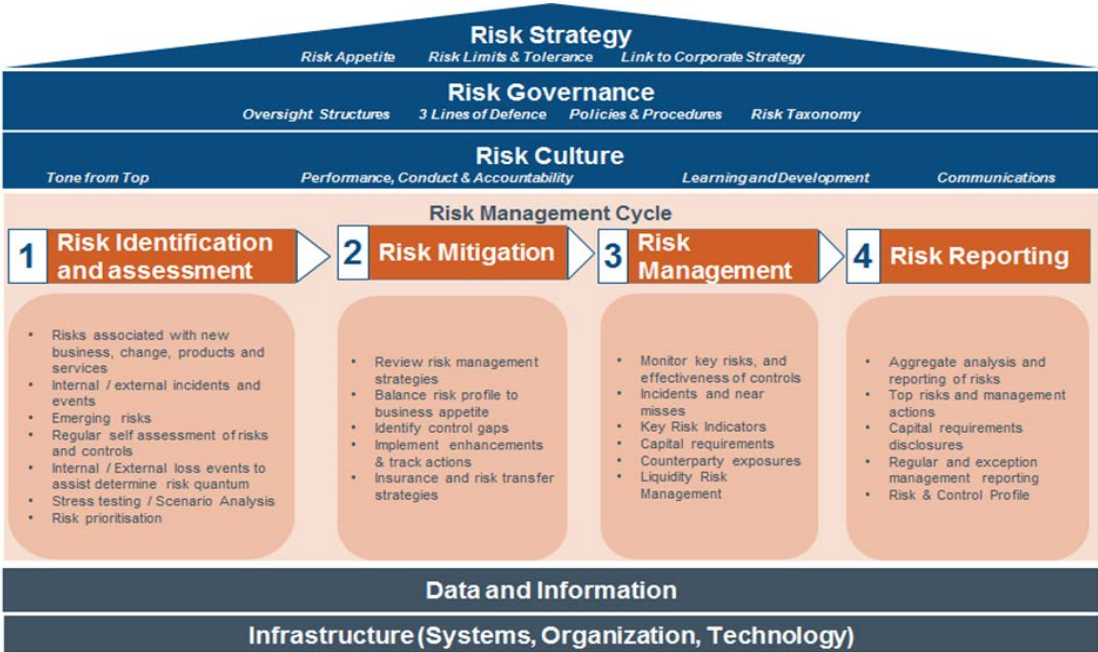 Risk Strategy
Risk Appetite Risk Limits & Tolerance Link to Corporate Strategy
Risk Governance
Oversight Structures 3 Lines of Defence Policies & Procedures Risk Taxonomy
Risk Culture
Tone from Top Performance, Conduct & Accountability Learning and Development Communications
Risk Management Cycle
1 Risk Identification
and assessment
• Risks associated with new
business, change, products and
services
• Internal / external incidents and
events
• Emerging risks
• Regular self assessment of risks
and controls
• Internal / External loss events to
assist determine risk quantum
• Stress testing / Scenario Analysis
• Risk prioritisation
2 Risk Mitigation
• Review risk management
strategies
• Balance risk profile to
business appetite
• Identify control gaps
• Implement enhancements
& track actions
• Insurance and risk transfer
strategies
3 Risk
Management
• Monitor key risks, and
effectiveness of controls
• Incidents and near
misses
• Key Risk Indicators
• Capital requirements
• Counterparty exposures
• Liquidity Risk
Management
4 Risk Reporting
• Aggregate analysis and
reporting of risks
• Top risks and management
actions
• Capital requirements
disclosures
• Regular and exception
management reporting
• Risk & Control Profile
Data and Information
Infrastructure (Systems, Organization, Technology)